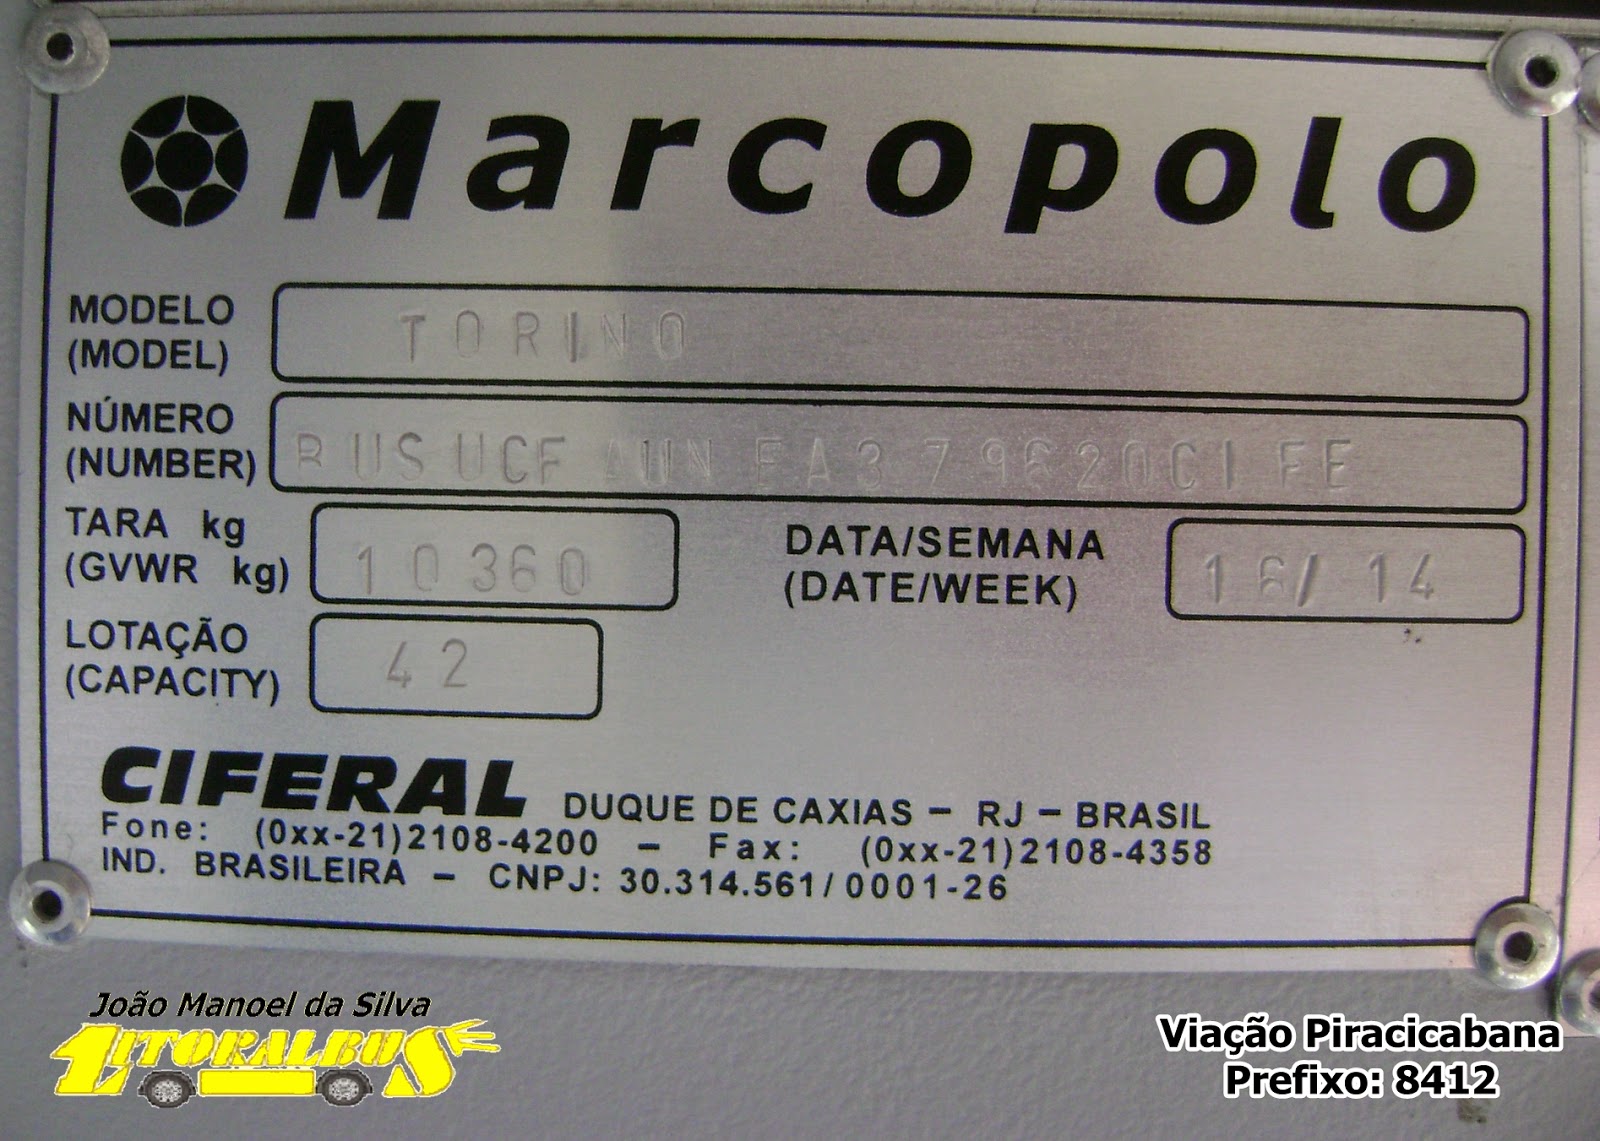 Marcopolo
MODELO
(MODEL)
TORINO
NÚMERO
(NUMBER)
BUSUCFAUNEA379620CIFE
TARA kg
(GVWR kg)
10360
DATA/SEMANA
(DATE/WEEK)
16/14
LOTAÇÃO
(CAPACITY)
42
CIFERAL DUQUE DE CAXIAS – RJ – BRASIL
Fone: (0xx-21)2108-4200 – Fax: (0xx-21)2108-4358
IND. BRASILEIRA – CNPJ: 30.314.561/0001-26
João Manoel da Silva
LITORALBUS
Viação Piracicabana
Prefixo: 8412